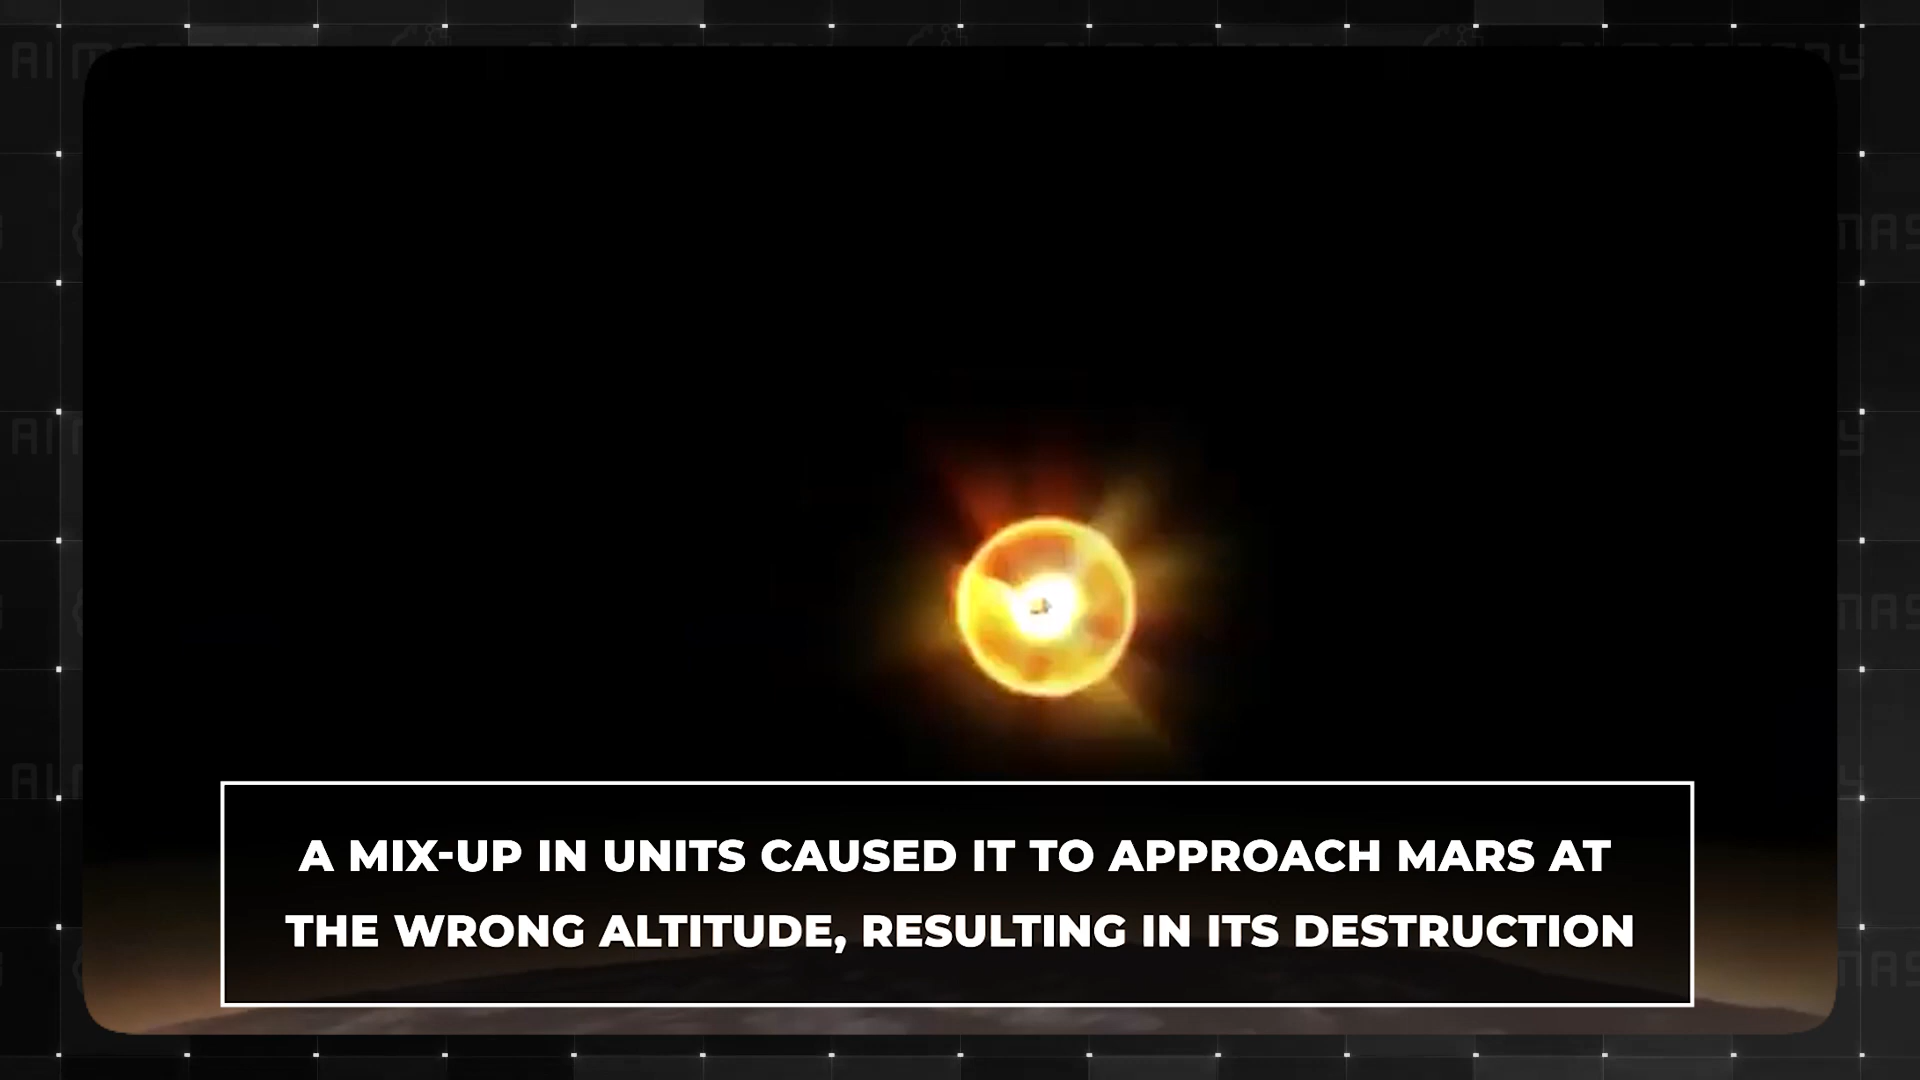 A MIX-UP IN UNITS CAUSED IT TO APPROACH MARS AT
THE WRONG ALTITUDE, RESULTING IN ITS DESTRUCTION